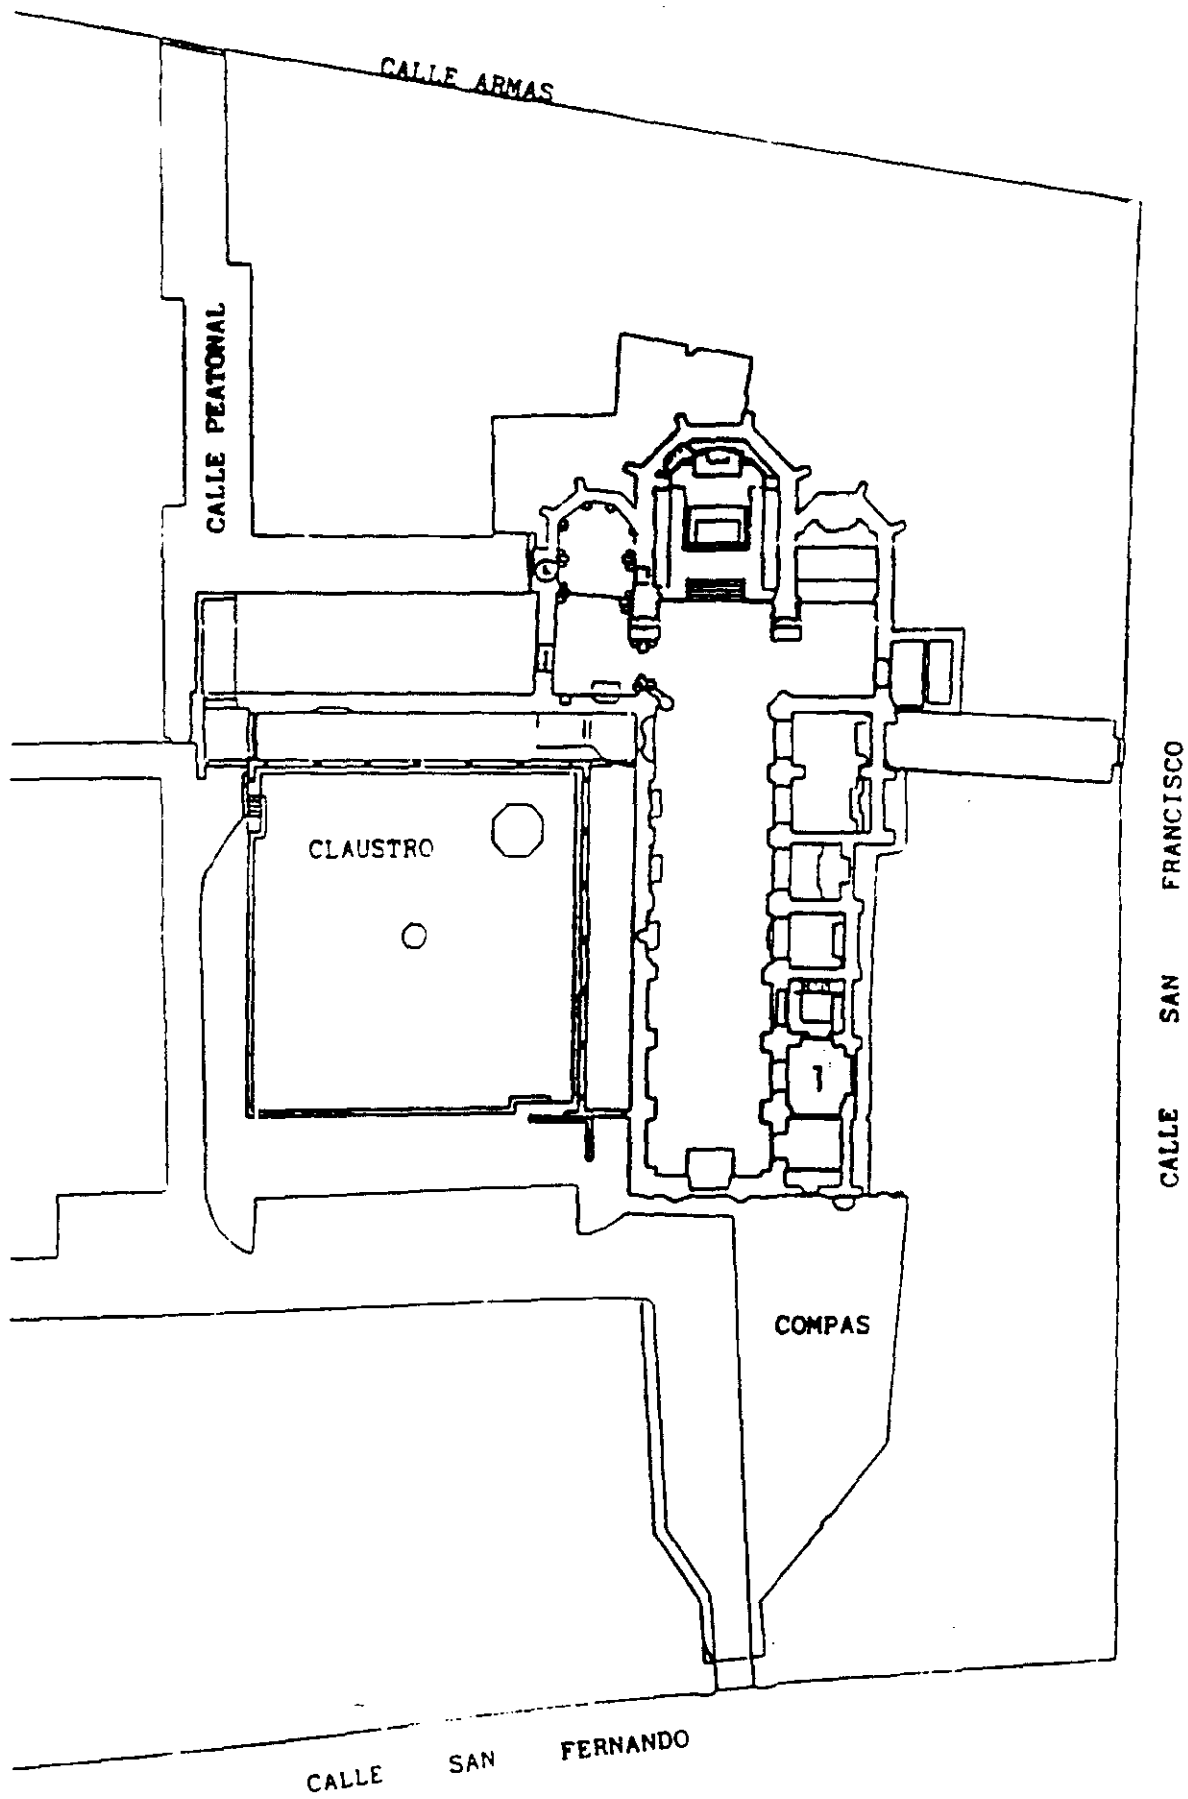 CALLE ARMAS
CALLE PEATONAL
CLAUSTRO
CALLE SAN FRANCISCO
1
COMPAS
CALLE SAN FERNANDO